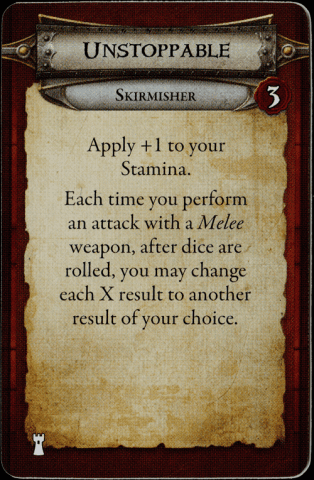 UNSTOPPABLE
SKIRMISHER
3
Apply +1 to your
Stamina.
Each time you perform
an attack with a Melee
weapon, after dice are
rolled, you may change
each X result to another
result of your choice.